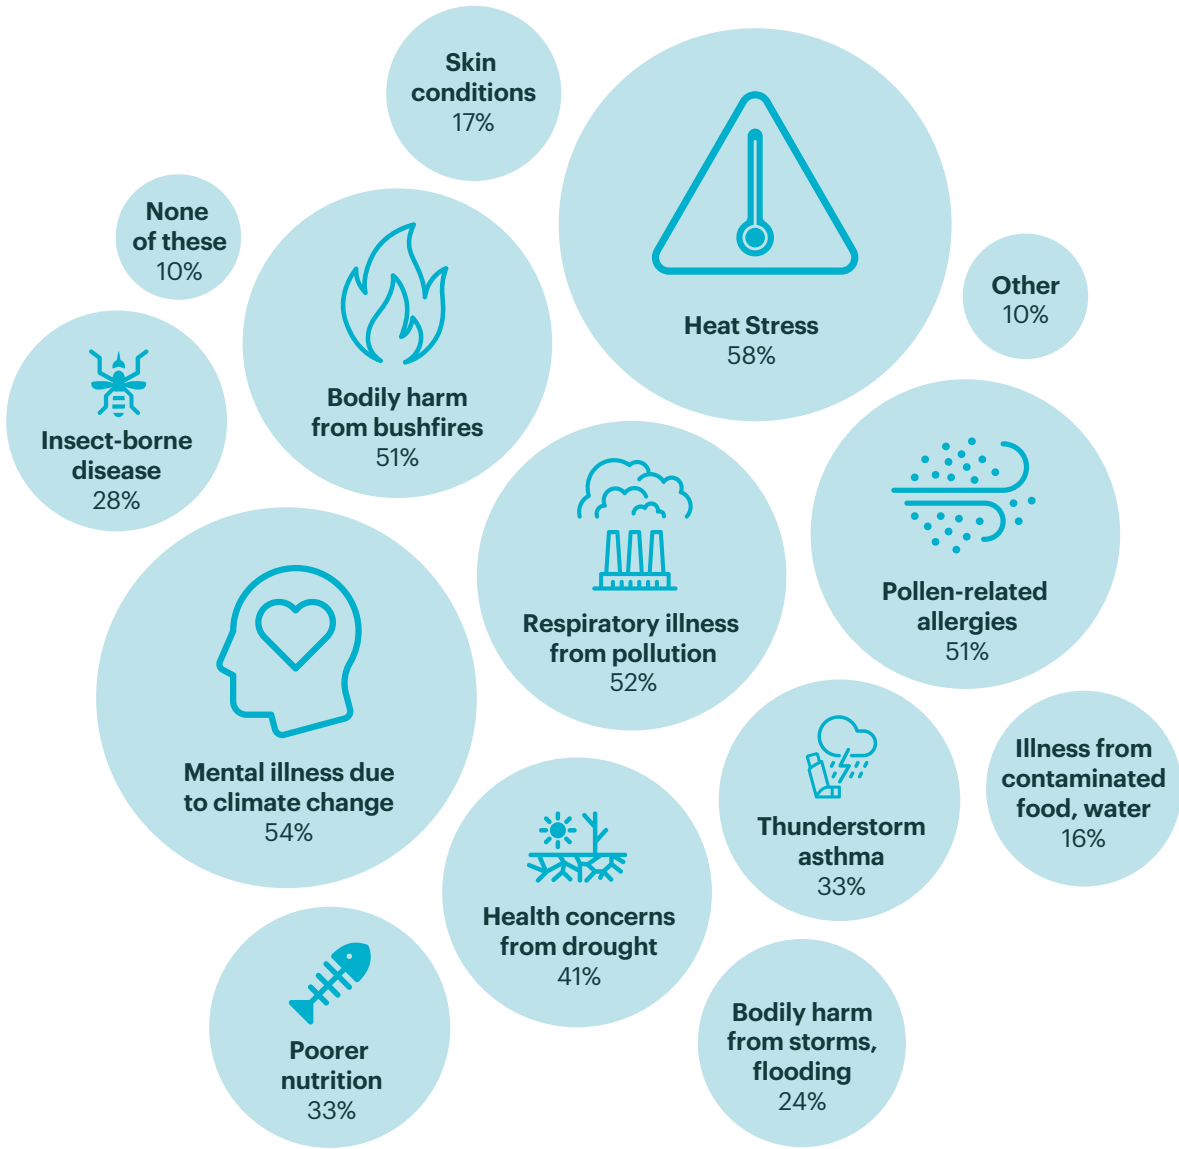 Skin
conditions
17%
None
of these
10%
Heat Stress
58%
Other
10%
Bodily harm
from bushfires
51%
Insect-borne
disease
28%
Respiratory illness
from pollution
52%
Pollen-related
allergies
51%
Mental illness due
to climate change
54%
Illness from
contaminated
food, water
16%
Thunderstorm
asthma
33%
Health concerns
from drought
41%
Poorer
nutrition
33%
Bodily harm
from storms,
flooding
24%